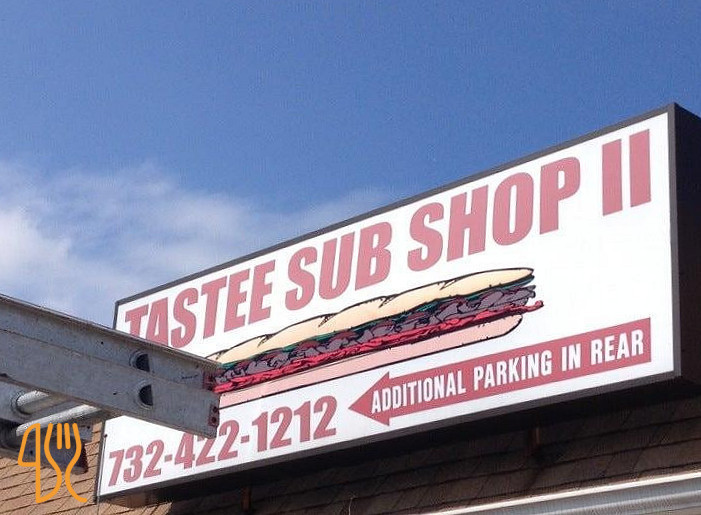 TASTEE SUB SHOP II
ADDITIONAL PARKING IN REAR
732-422-1212